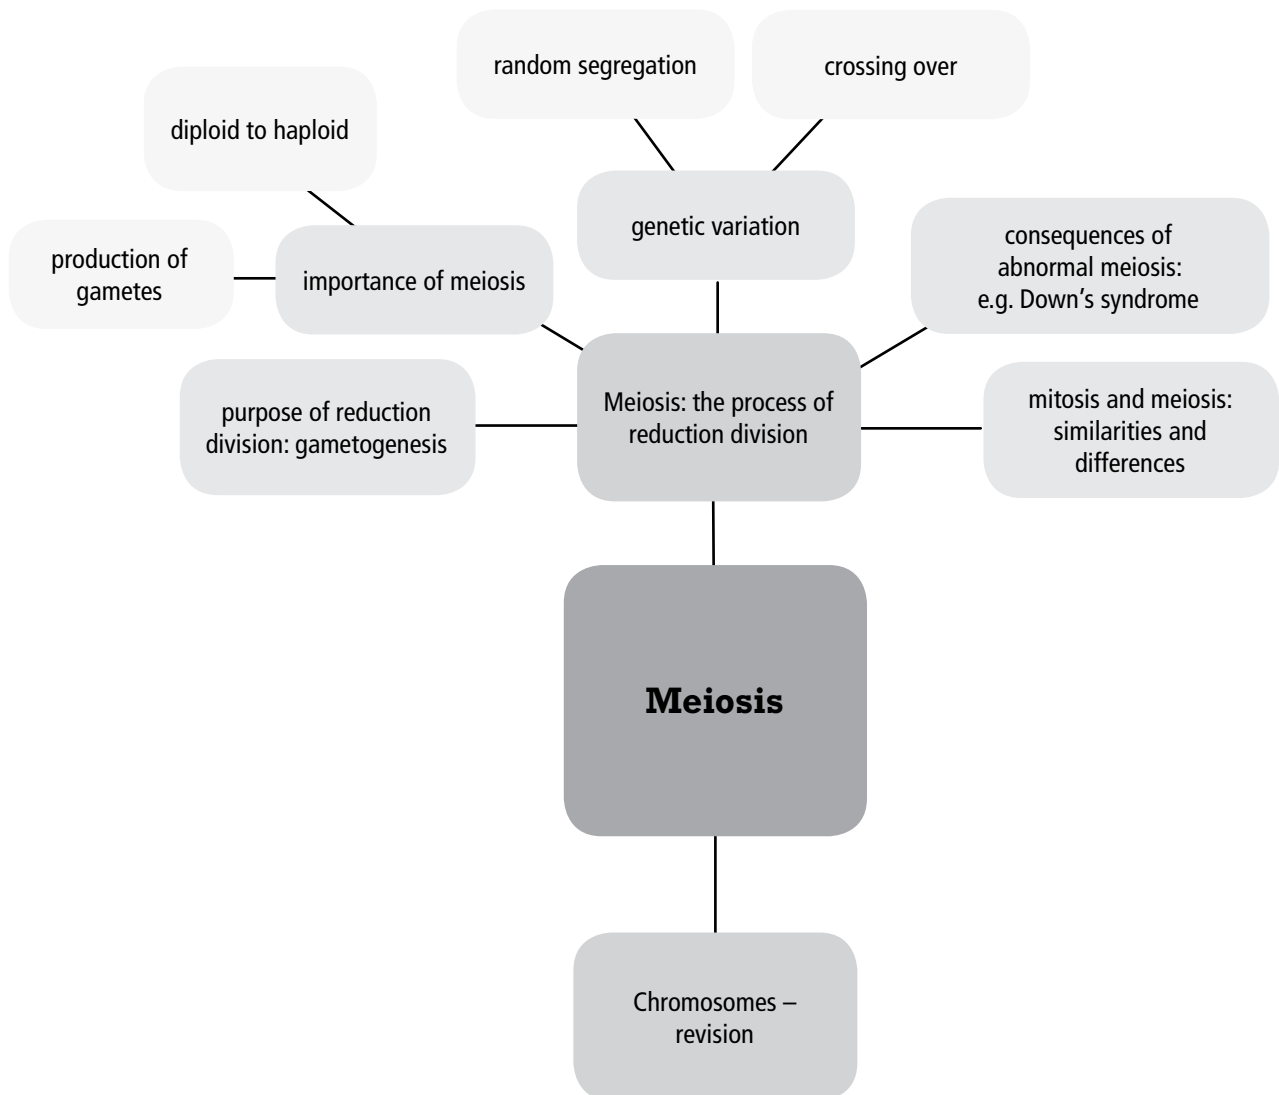 random segregation
crossing over
diploid to haploid
genetic variation
production of
gametes
importance of meiosis
consequences of
abnormal meiosis:
e.g. Down’s syndrome
purpose of reduction
division: gametogenesis
Meiosis: the process of
reduction division
mitosis and meiosis:
similarities and
differences
Meiosis
Chromosomes –
revision